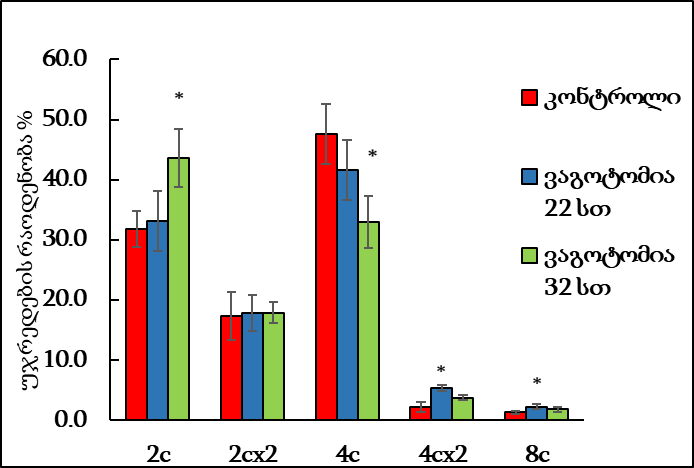 60.0
50.0
40.0
30.0
20.0
10.0
0.0
უჯრედების რაოდენობა %
*
*
*
*
2c
2cx2
4c
4cx2
8c
კონტროლი
ვაგოტომია
22 სთ
ვაგოტომია
32 სთ